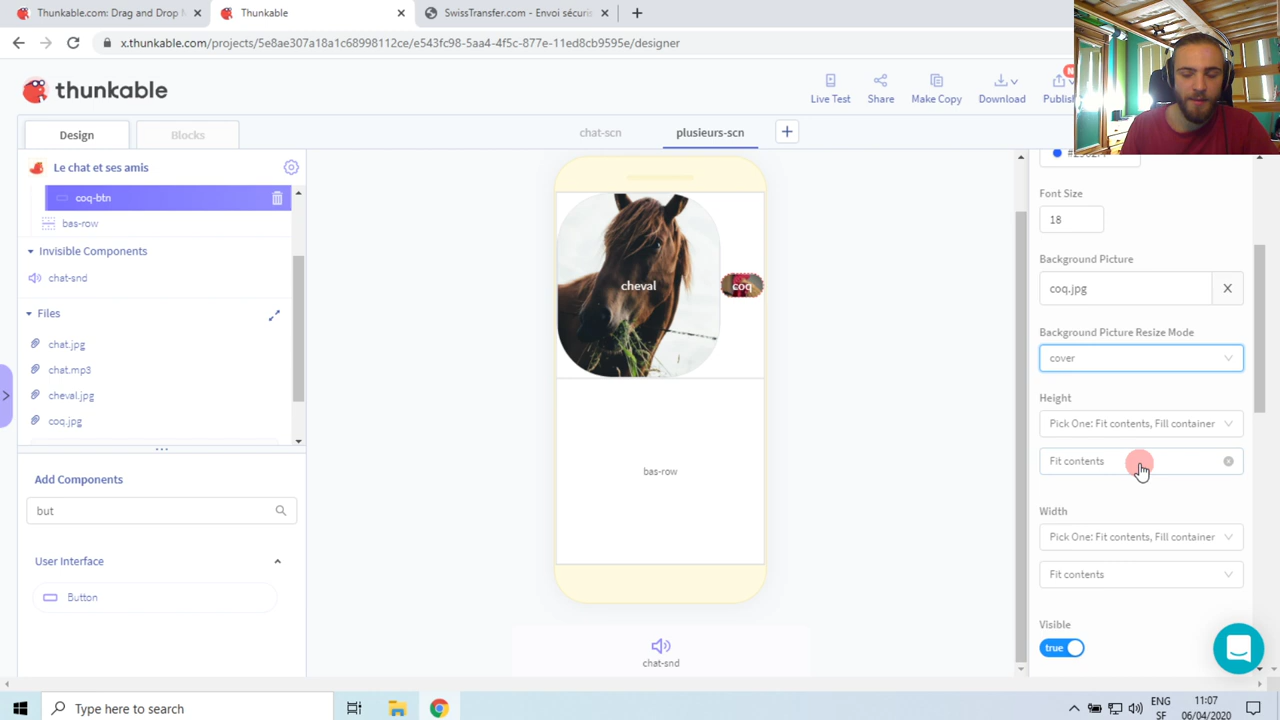 Thunkable.com: Drag and Drop M
Thunkable
SwissTransfer.com - Envoi sécuris
x.thunkable.com/projects/5e8ae307a18a1c68998112ce/e543fc98-5aa4-4f5c-877e-11ed8cb9595e/designer
thunkable
Live Test
Share
Make Copy
Download
Publish
N
Design
Blocks
chat-scn
plusieurs-scn
Le chat et ses amis
coq-btn
bas-row
Invisible Components
chat-snd
Files
chat.jpg
chat.mp3
cheval.jpg
coq.jpg
Add Components
but
User Interface
Button
cheval
coq
bas-row
chat-snd
Font Size
18
Background Picture
coq.jpg
Background Picture Resize Mode
cover
Height
Pick One: Fit contents, Fill container
Fit contents
Width
Pick One: Fit contents, Fill container
Fit contents
Visible
true
Type here to search
ENG
SF
11:07
06/04/2020